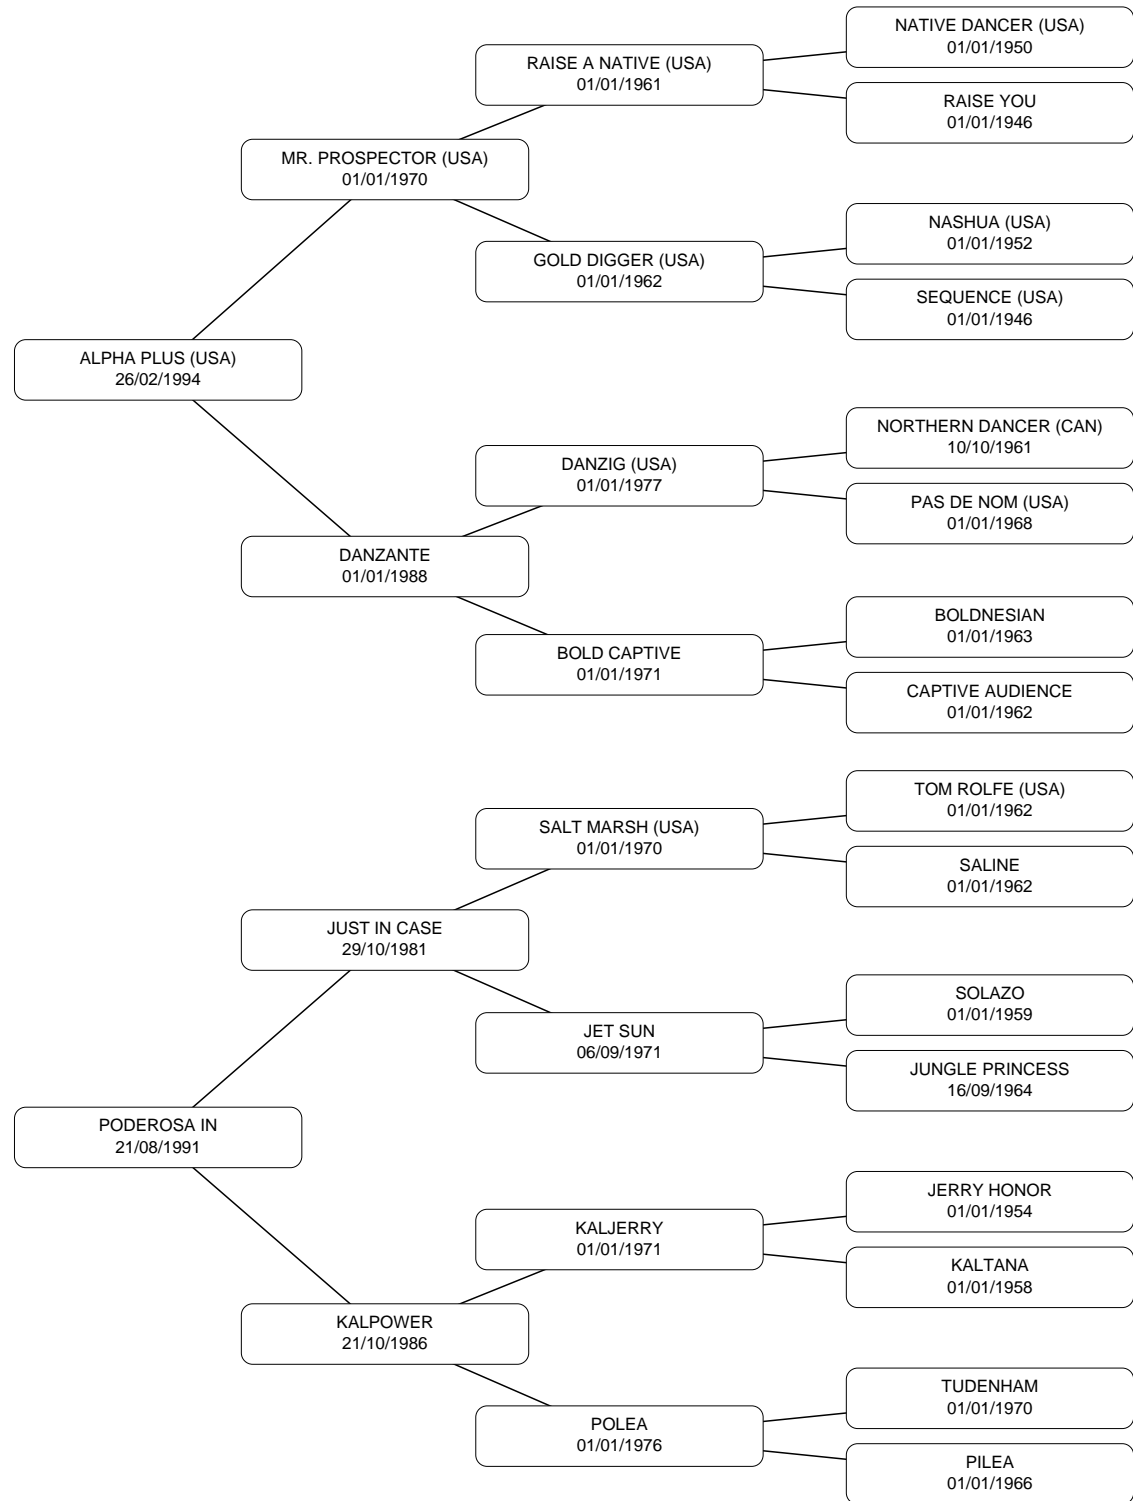 NATIVE DANCER (USA)
01/01/1950
RAISE A NATIVE (USA)
01/01/1961
RAISE YOU
01/01/1946
MR. PROSPECTOR (USA)
01/01/1970
NASHUA (USA)
01/01/1952
GOLD DIGGER (USA)
01/01/1962
SEQUENCE (USA)
01/01/1946
ALPHA PLUS (USA)
26/02/1994
NORTHERN DANCER (CAN)
10/10/1961
DANZIG (USA)
01/01/1977
PAS DE NOM (USA)
01/01/1968
DANZANTE
01/01/1988
BOLDNESIAN
01/01/1963
BOLD CAPTIVE
01/01/1971
CAPTIVE AUDIENCE
01/01/1962
TOM ROLFE (USA)
01/01/1962
SALT MARSH (USA)
01/01/1970
SALINE
01/01/1962
JUST IN CASE
29/10/1981
SOLAZO
01/01/1959
JET SUN
06/09/1971
JUNGLE PRINCESS
16/09/1964
PODEROSA IN
21/08/1991
JERRY HONOR
01/01/1954
KALJERRY
01/01/1971
KALTANA
01/01/1958
KALPOWER
21/10/1986
TUDENHAM
01/01/1970
POLEA
01/01/1976
PILEA
01/01/1966